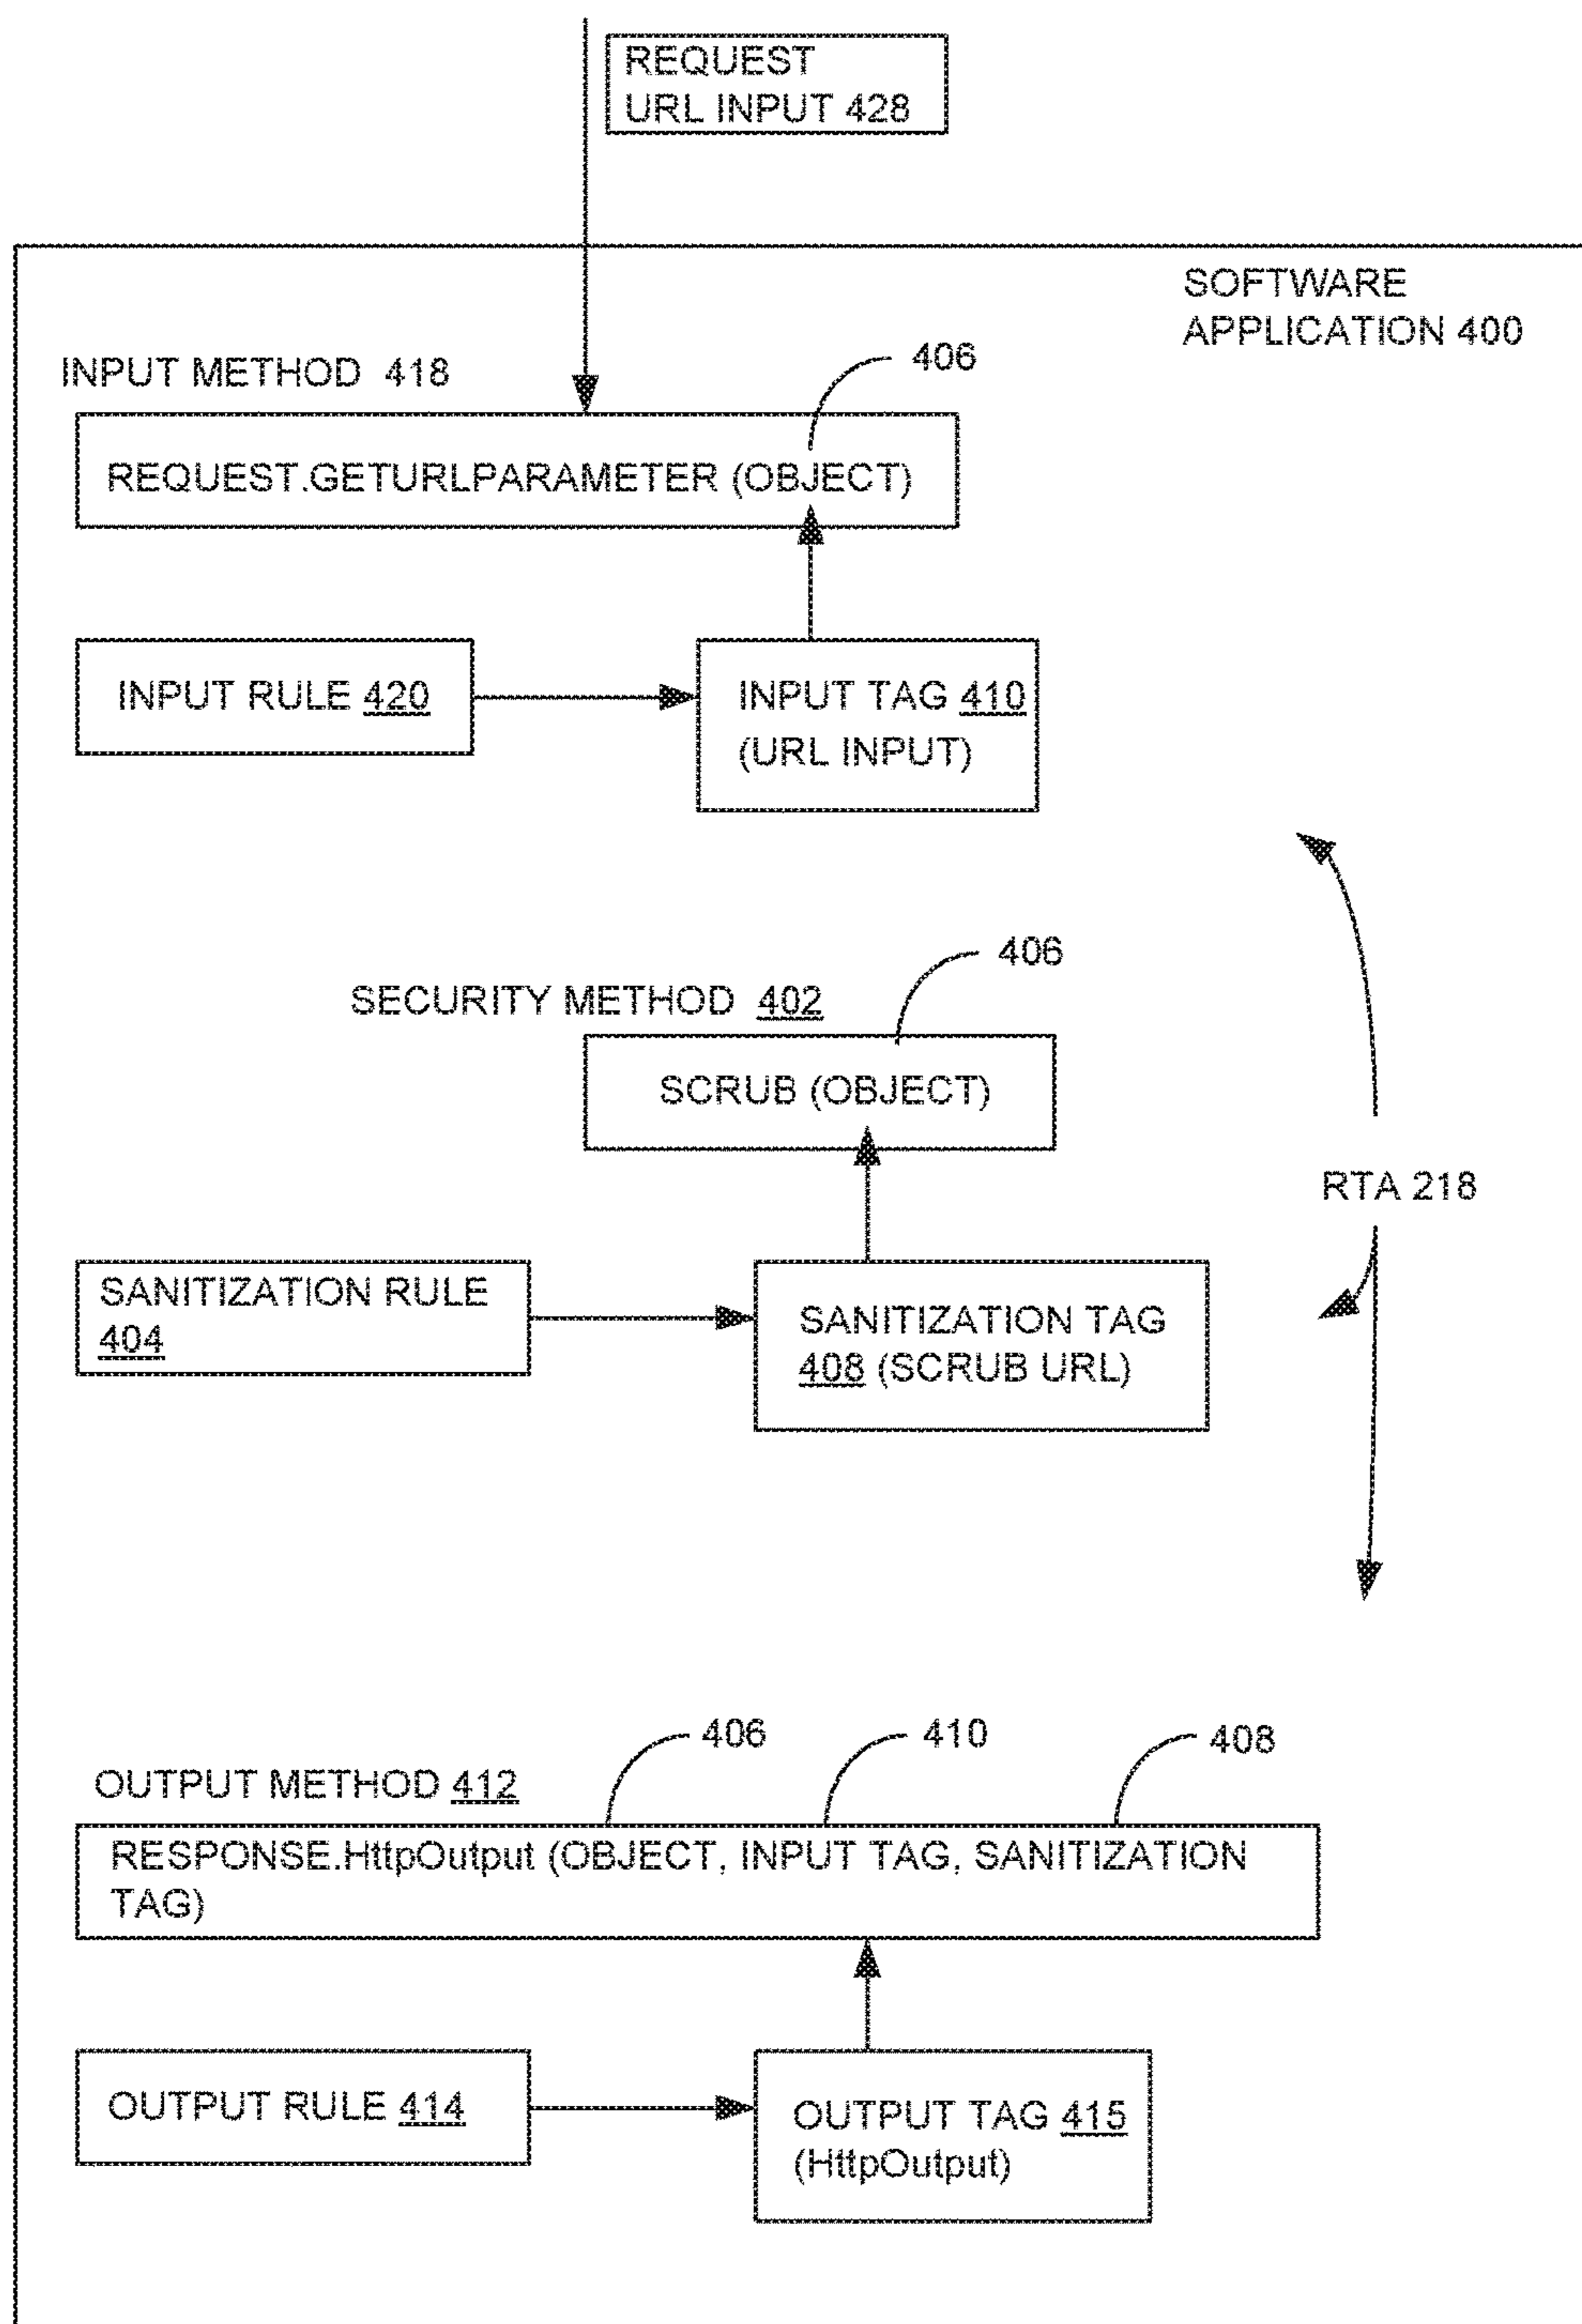 REQUEST
URL INPUT 428
SOFTWARE
APPLICATION 400
INPUT METHOD 418
406
REQUEST.GETURLPARAMETER (OBJECT)
INPUT RULE 420
INPUT TAG 410
(URL INPUT)
406
SECURITY METHOD 402
SCRUB (OBJECT)
RTA 218
SANITIZATION RULE
404
SANITIZATION TAG
408 (SCRUB URL)
406
410
408
OUTPUT METHOD 412
RESPONSE.HttpOutput (OBJECT, INPUT TAG, SANITIZATION
TAG)
OUTPUT RULE 414
OUTPUT TAG 415
(HttpOutput)